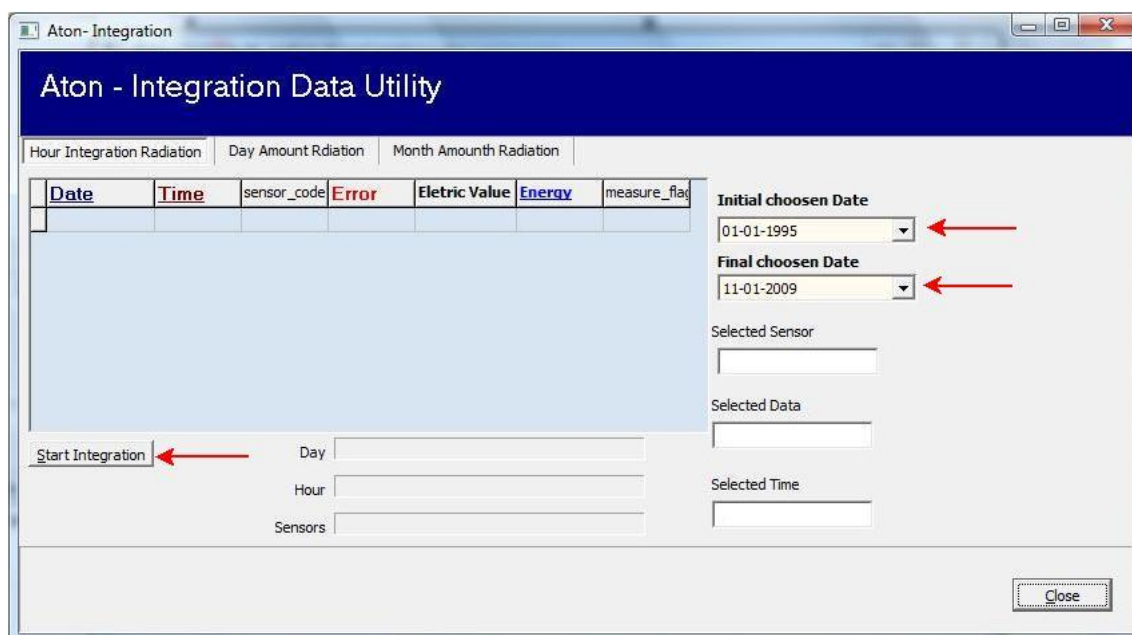 Aton- Integration
Aton - Integration Data Utility
Hour Integration Radiation Day Amount Rdiation Month Amounth Radiation
Date Time sensor_code Error Eletric Value Energy measure_flag
Initial choosen Date
01-01-1995
Final choosen Date
11-01-2009
Selected Sensor
Selected Data
Start Integration Day
Hour Selected Time
Sensors
Close